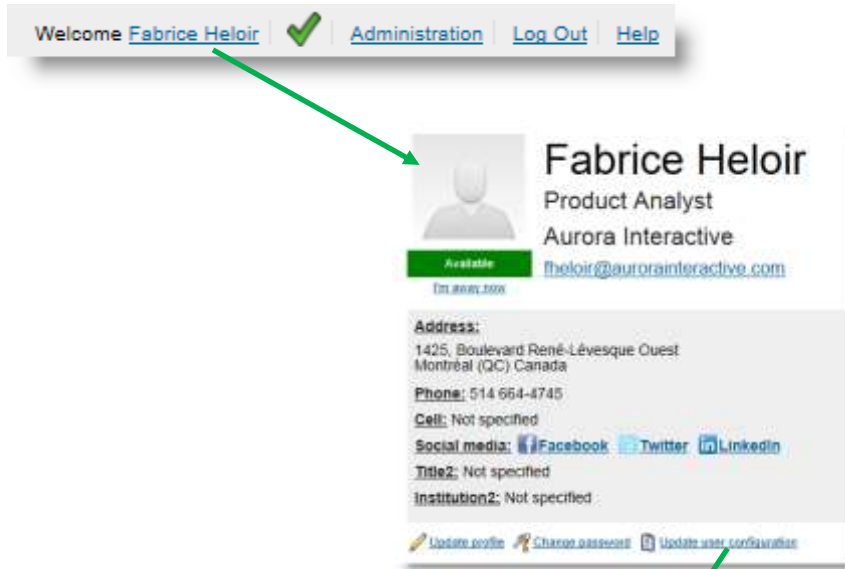 Welcome Fabrice Heloir Administration Log Out Help
Fabrice Heloir
Product Analyst
Aurora Interactive
fheloir@aurorainteractive.com
Available
I'm away now
Address:
1425, Boulevard René-Lévesque Ouest
Montréal (QC) Canada
Phone: 514 664-4745
Cell: Not specified
Social media: Facebook Twitter LinkedIn
Title2: Not specified
Institution2: Not specified
Update profile Change password Update user configuration